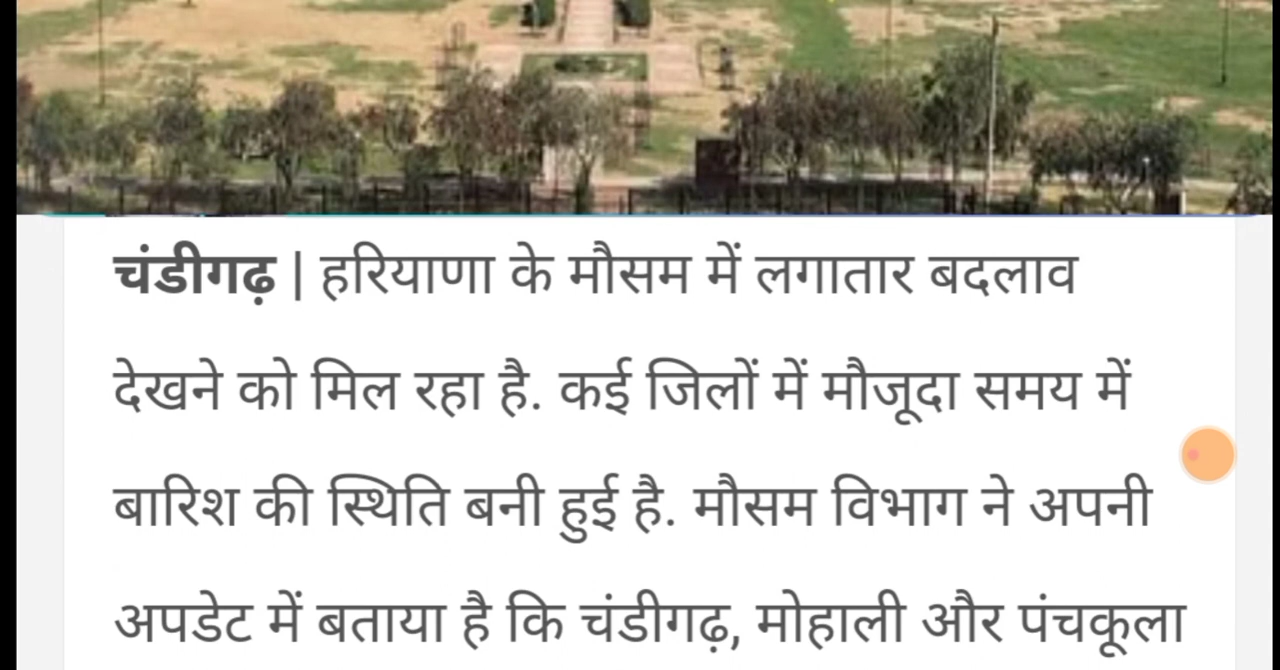 चंडीगढ़ | हरियाणा के मौसम में लगातार बदलाव
देखने को मिल रहा है. कई जिलों में मौजूदा समय में
बारिश की स्थिति बनी हुई है. मौसम विभाग ने अपनी
अपडेट में बताया है कि चंडीगढ़, मोहाली और पंचकूला